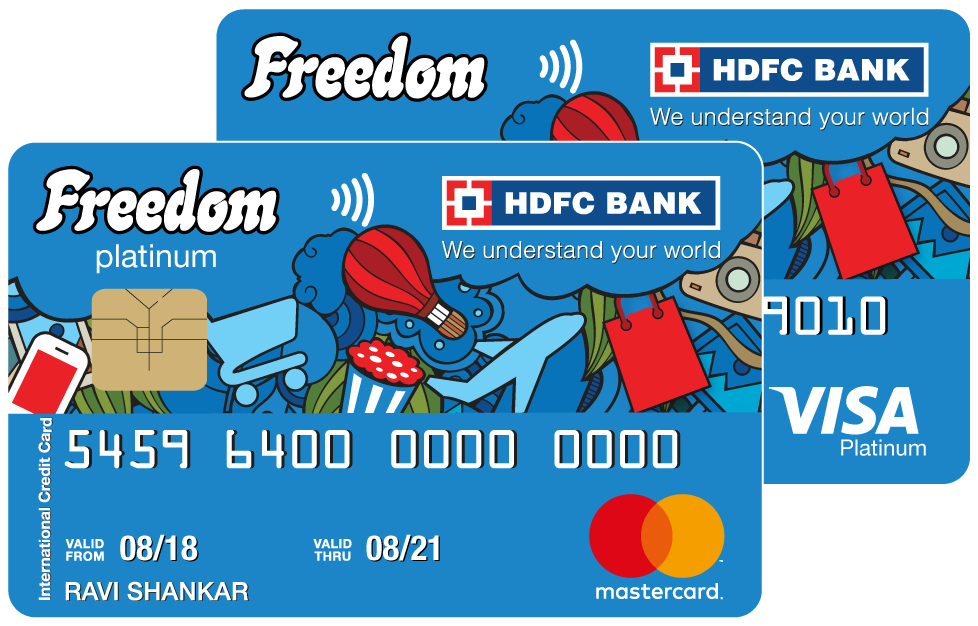 Freedom
HDFC BANK
We understand your world
9010
VISA
Platinum
Freedom
platinum
HDFC BANK
We understand your world
International Credit Card
5459 6400 0000 0000
VALID FROM 08/18 VALID THRU 08/21
RAVI SHANKAR
mastercard.